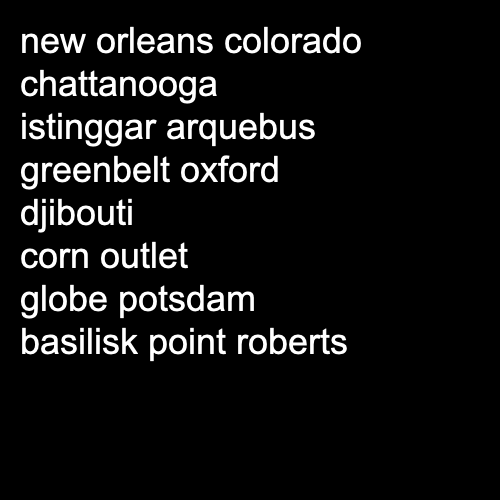 new orleans colorado
chattanooga
istinggar arquebus
greenbelt oxford
djibouti
corn outlet
globe potsdam
basilisk point roberts